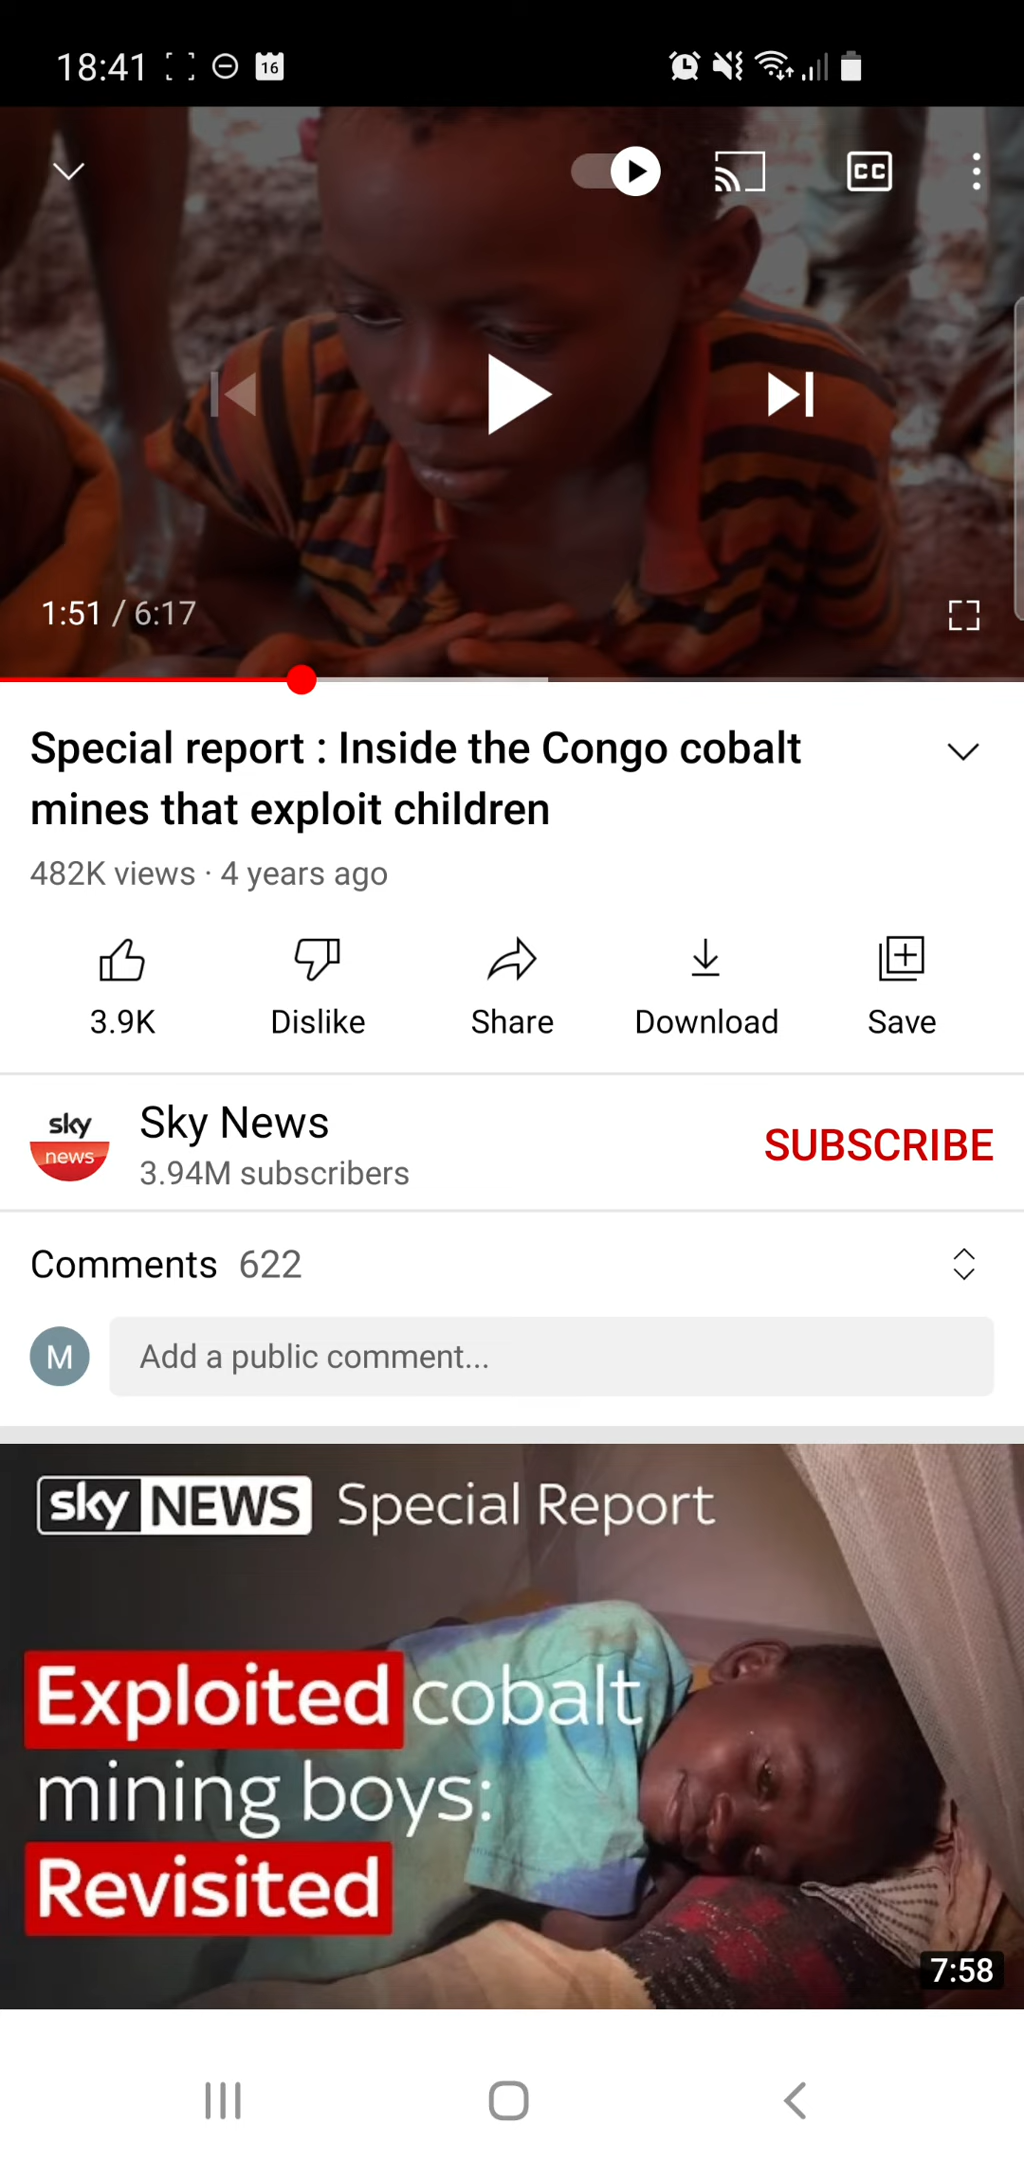 18:41
16
CC
1:51 / 6:17
Special report : Inside the Congo cobalt
mines that exploit children
482K views · 4 years ago
3.9K Dislike Share Download Save
sky
news
Sky News
3.94M subscribers
SUBSCRIBE
Comments 622
M
Add a public comment...
sky NEWS Special Report
Exploited cobalt
mining boys:
Revisited
7:58